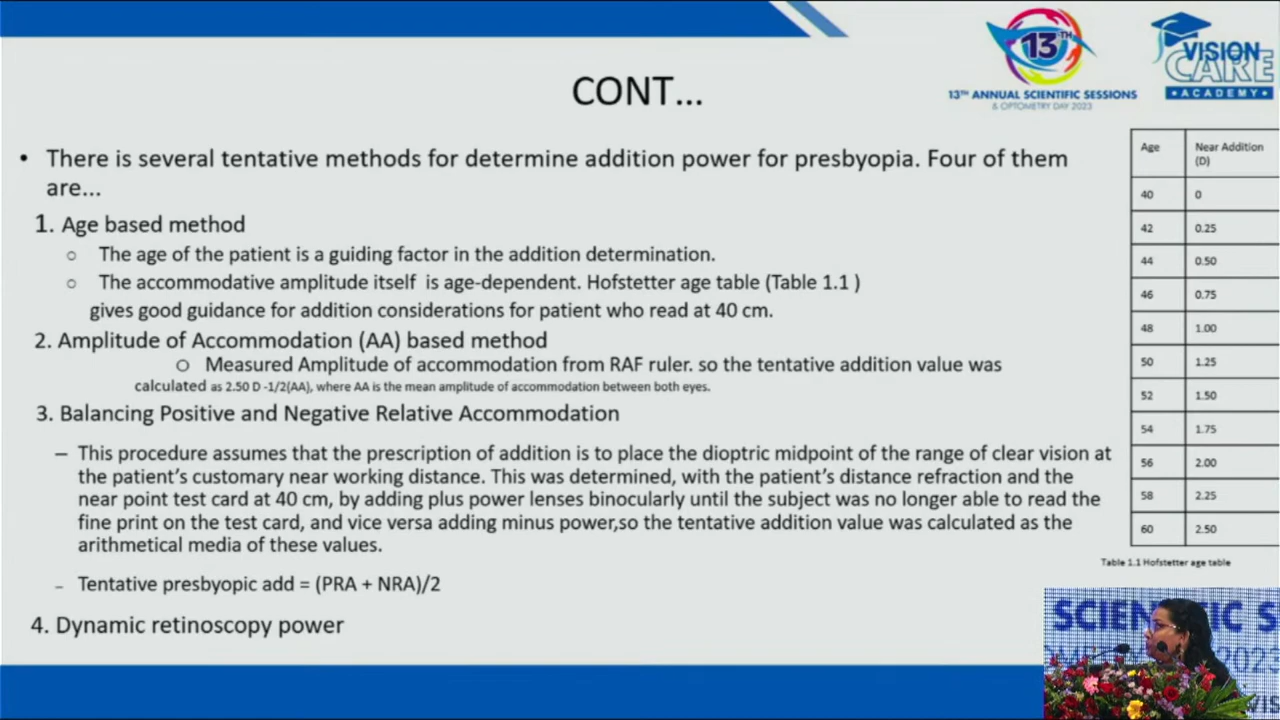 13TH
13TH ANNUAL SCIENTIFIC SESSIONS
& OPTOMETRY DAY 2023
VISION
CARE
• ACADEMY •
CONT...
• There is several tentative methods for determine addition power for presbyopia. Four of them
are...
1. Age based method
○ The age of the patient is a guiding factor in the addition determination.
○ The accommodative amplitude itself is age-dependent. Hofstetter age table (Table 1.1 )
gives good guidance for addition considerations for patient who read at 40 cm.
2. Amplitude of Accommodation (AA) based method
○ Measured Amplitude of accommodation from RAF ruler. so the tentative addition value was
calculated as 2.50 D -1/2(AA), where AA is the mean amplitude of accommodation between both eyes.
3. Balancing Positive and Negative Relative Accommodation
– This procedure assumes that the prescription of addition is to place the dioptric midpoint of the range of clear vision at
the patient's customary near working distance. This was determined, with the patient's distance refraction and the
near point test card at 40 cm, by adding plus power lenses binocularly until the subject was no longer able to read the
fine print on the test card, and vice versa adding minus power,so the tentative addition value was calculated as the
arithmetical media of these values.
– Tentative presbyopic add = (PRA + NRA)/2
4. Dynamic retinoscopy power
Age Near Addition
(D)
40 0
42 0.25
44 0.50
46 0.75
48 1.00
50 1.25
52 1.50
54 1.75
56 2.00
58 2.25
60 2.50
Table 1.1 Hofstetter age table